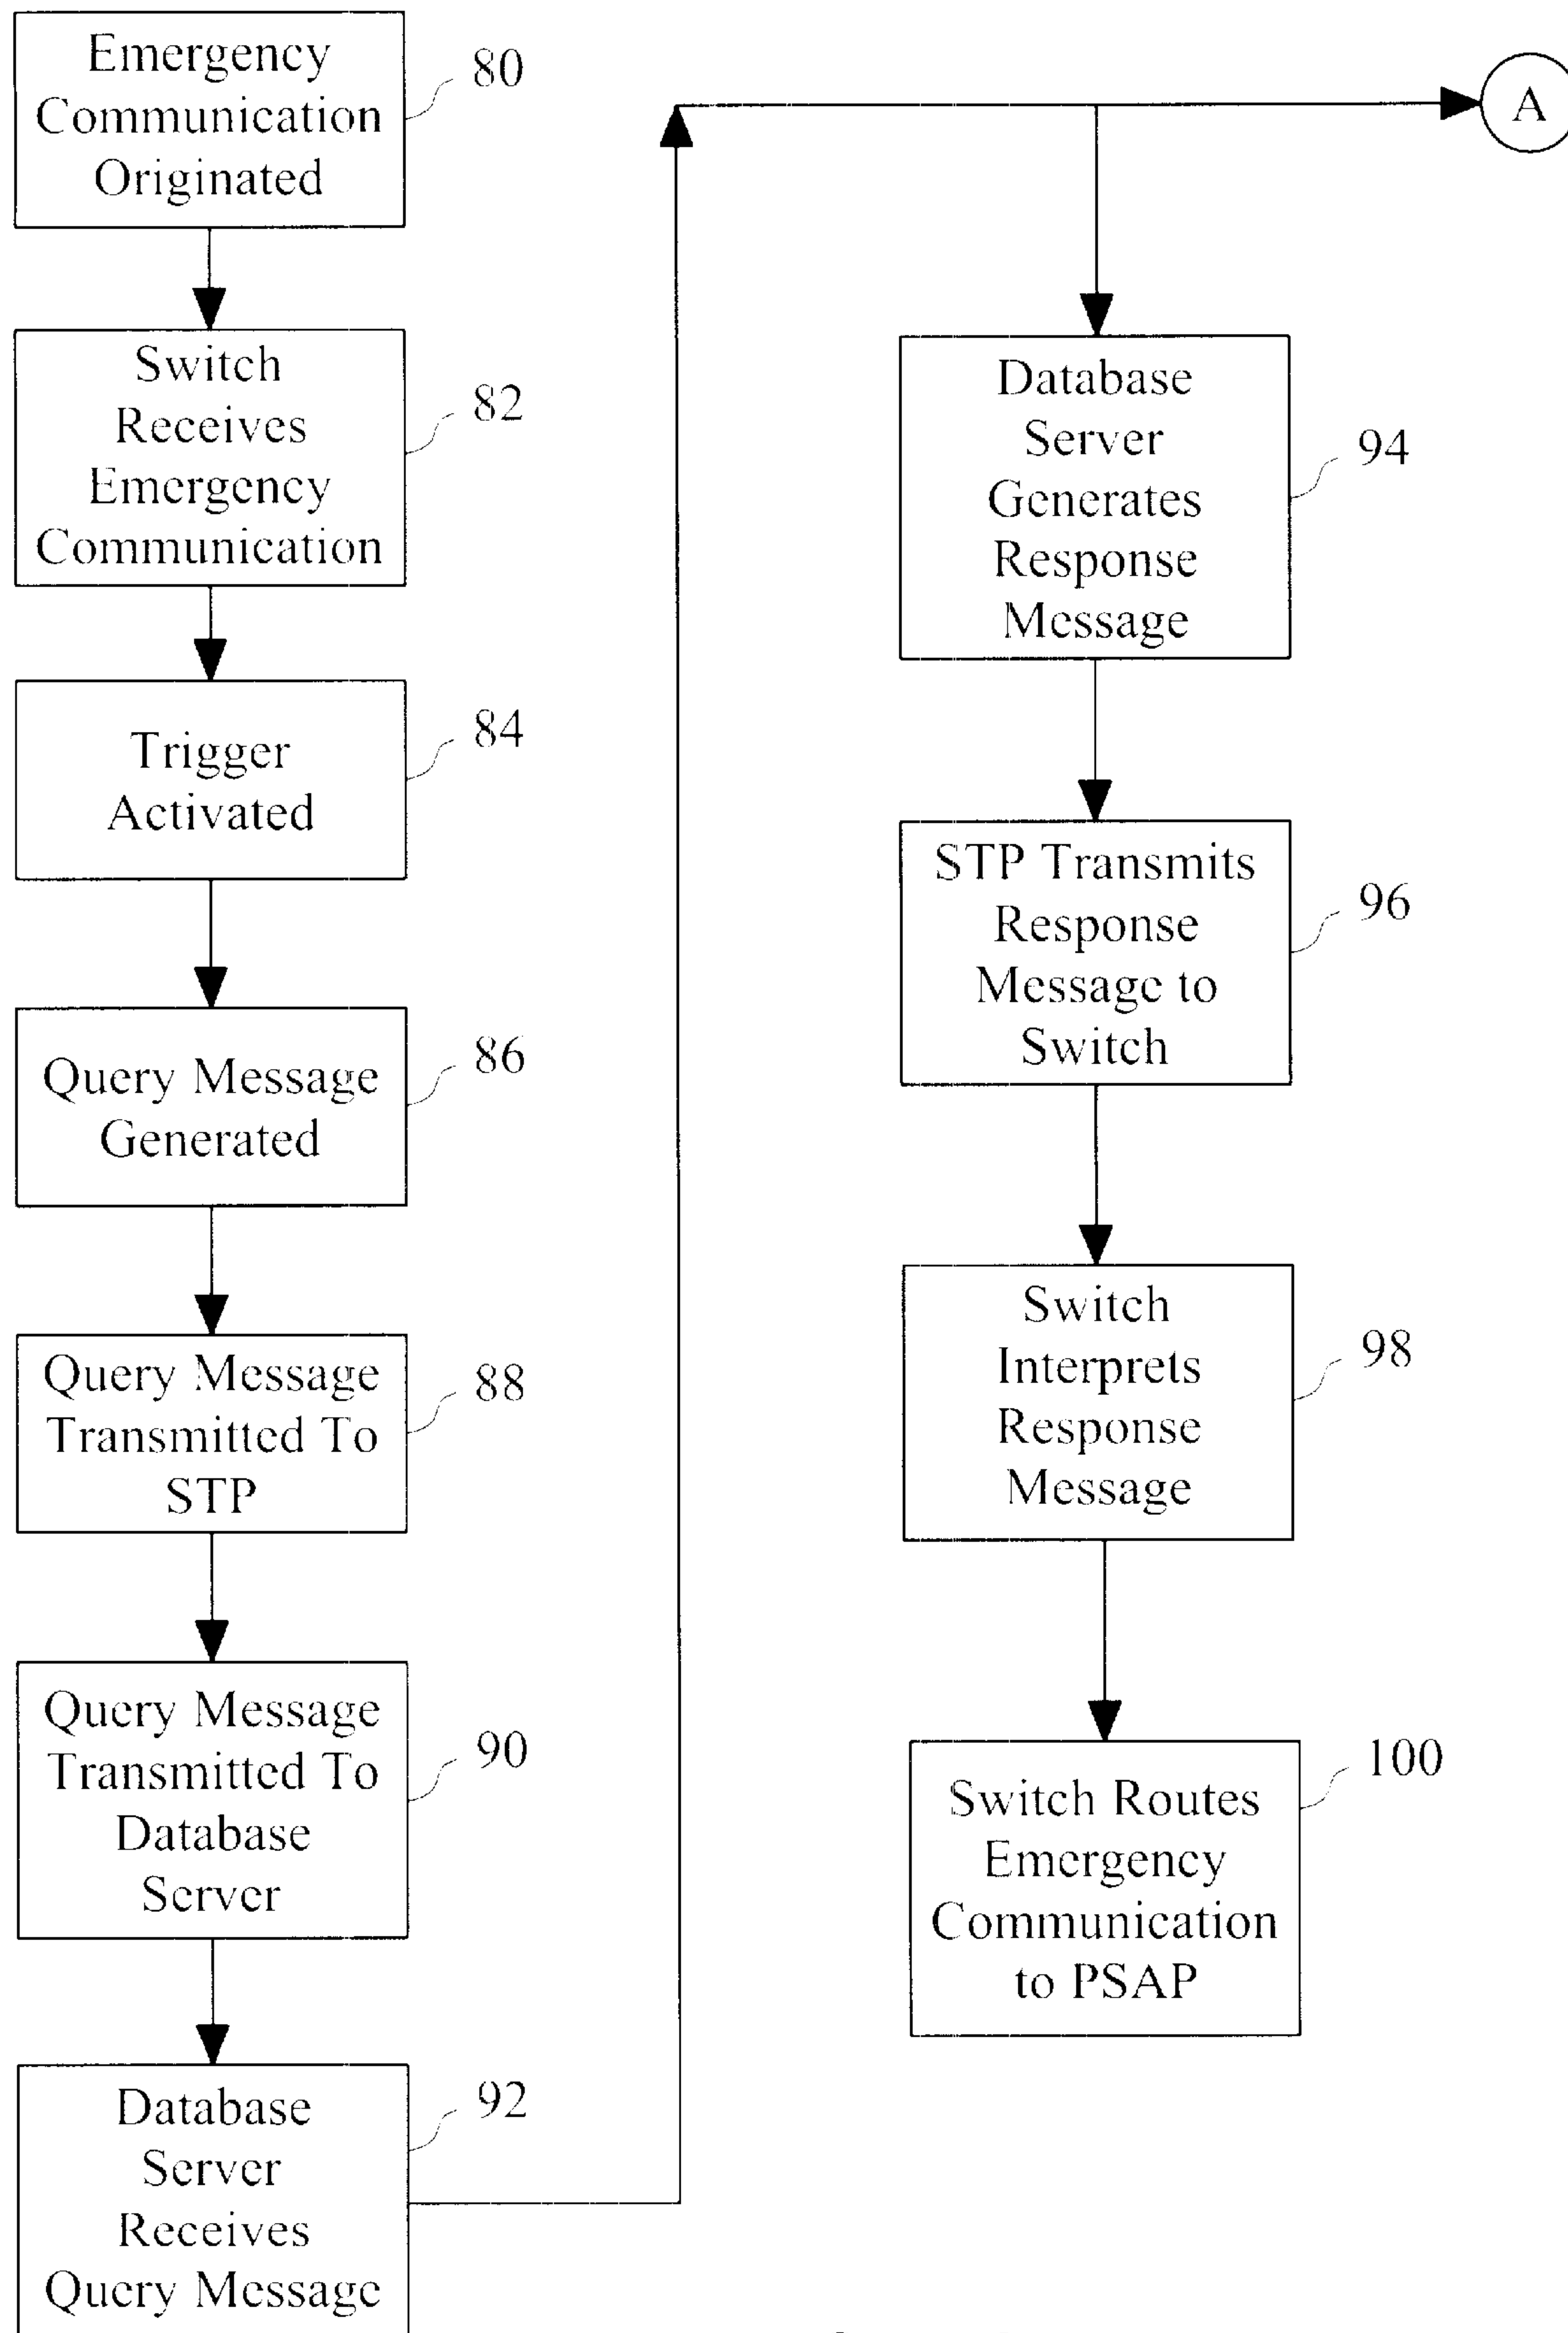 Emergency
Communication
Originated
80
Switch
Receives
Emergency
Communication
82
Trigger
Activated
84
Query Message
Generated
86
Query Message
Transmitted To
STP
88
Query Message
Transmitted To
Database
Server
90
Database
Server
Receives
Query Message
92
A
Database
Server
Generates
Response
Message
94
STP Transmits
Response
Message to
Switch
96
Switch
Interprets
Response
Message
98
Switch Routes
Emergency
Communication
to PSAP
100